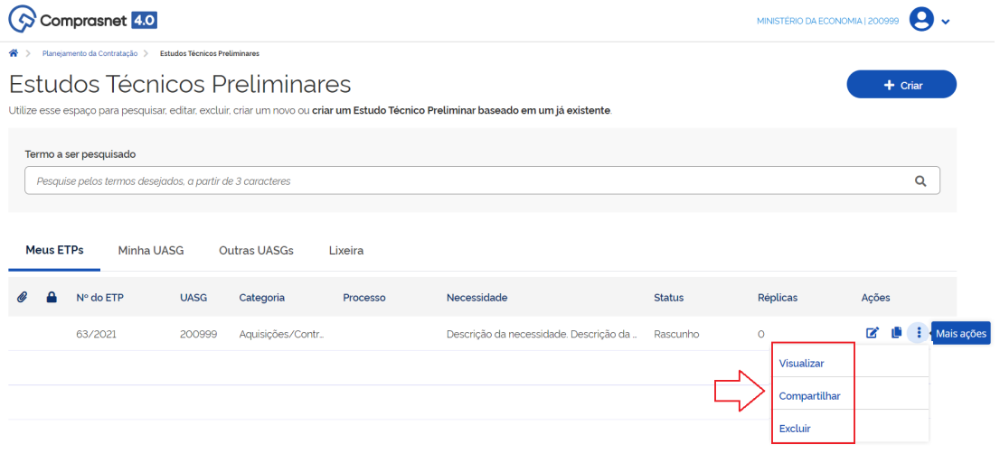 Comprasnet 4.0
MINISTÉRIO DA ECONOMIA | 200999
Planejamento da Contratação > Estudos Técnicos Preliminares
Estudos Técnicos Preliminares
+ Criar
Utilize esse espaço para pesquisar, editar, excluir, criar um novo ou criar um Estudo Técnico Preliminar baseado em um já existente.
Termo a ser pesquisado
Pesquise pelos termos desejados, a partir de 3 caracteres
Meus ETPs Minha UASG Outras UASGs Lixeira
Nº do ETP UASG Categoria Processo Necessidade Status Réplicas Ações
63/2021 200999 Aquisições/Contr... Descrição da necessidade. Descrição da ... Rascunho 0 Mais ações
Visualizar
Compartilhar
Excluir